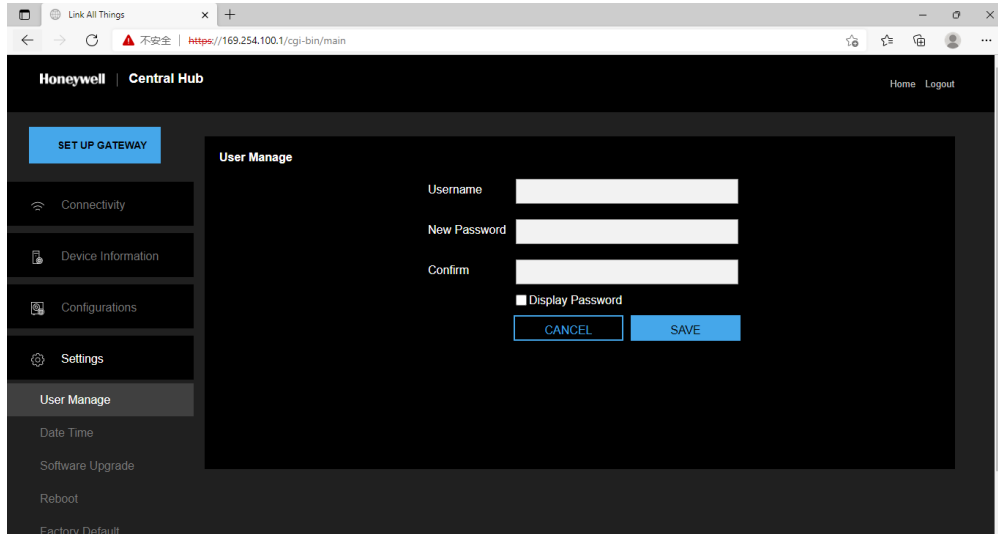 Link All Things
不安全 | https://169.254.100.1/cgi-bin/main
Honeywell | Central Hub
Home Logout
SET UP GATEWAY
Connectivity
Device Information
Configurations
Settings
User Manage
Date Time
Software Upgrade
Reboot
Factory Default
User Manage
Username
New Password
Confirm
Display Password
CANCEL SAVE